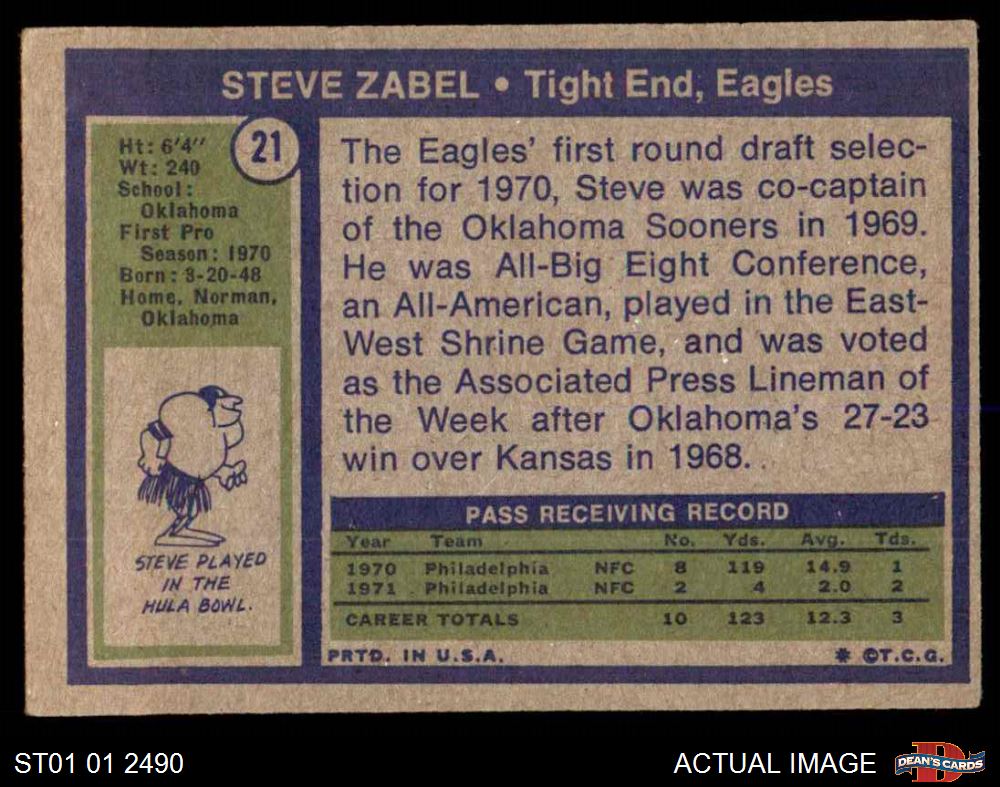 STEVE ZABEL • Tight End, Eagles
21
Ht: 6'4"
Wt: 240
School:
Oklahoma
First Pro
Season: 1970
Born: 3-20-48
Home, Norman,
Oklahoma
STEVE PLAYED
IN THE
HULA BOWL.
The Eagles' first round draft selec-
tion for 1970, Steve was co-captain
of the Oklahoma Sooners in 1969.
He was All-Big Eight Conference,
an All-American, played in the East-
West Shrine Game, and was voted
as the Associated Press Lineman of
the Week after Oklahoma's 27-23
win over Kansas in 1968.
PASS RECEIVING RECORD
Year Team No. Yds. Avg. Tds.
1970 Philadelphia NFC 8 119 14.9 1
1971 Philadelphia NFC 2 4 2.0 2
CAREER TOTALS 10 123 12.3 3
PRTD. IN U.S.A. * ©T.C.G.
ST01 01 2490
ACTUAL IMAGE
D
DEAN'S CARDS